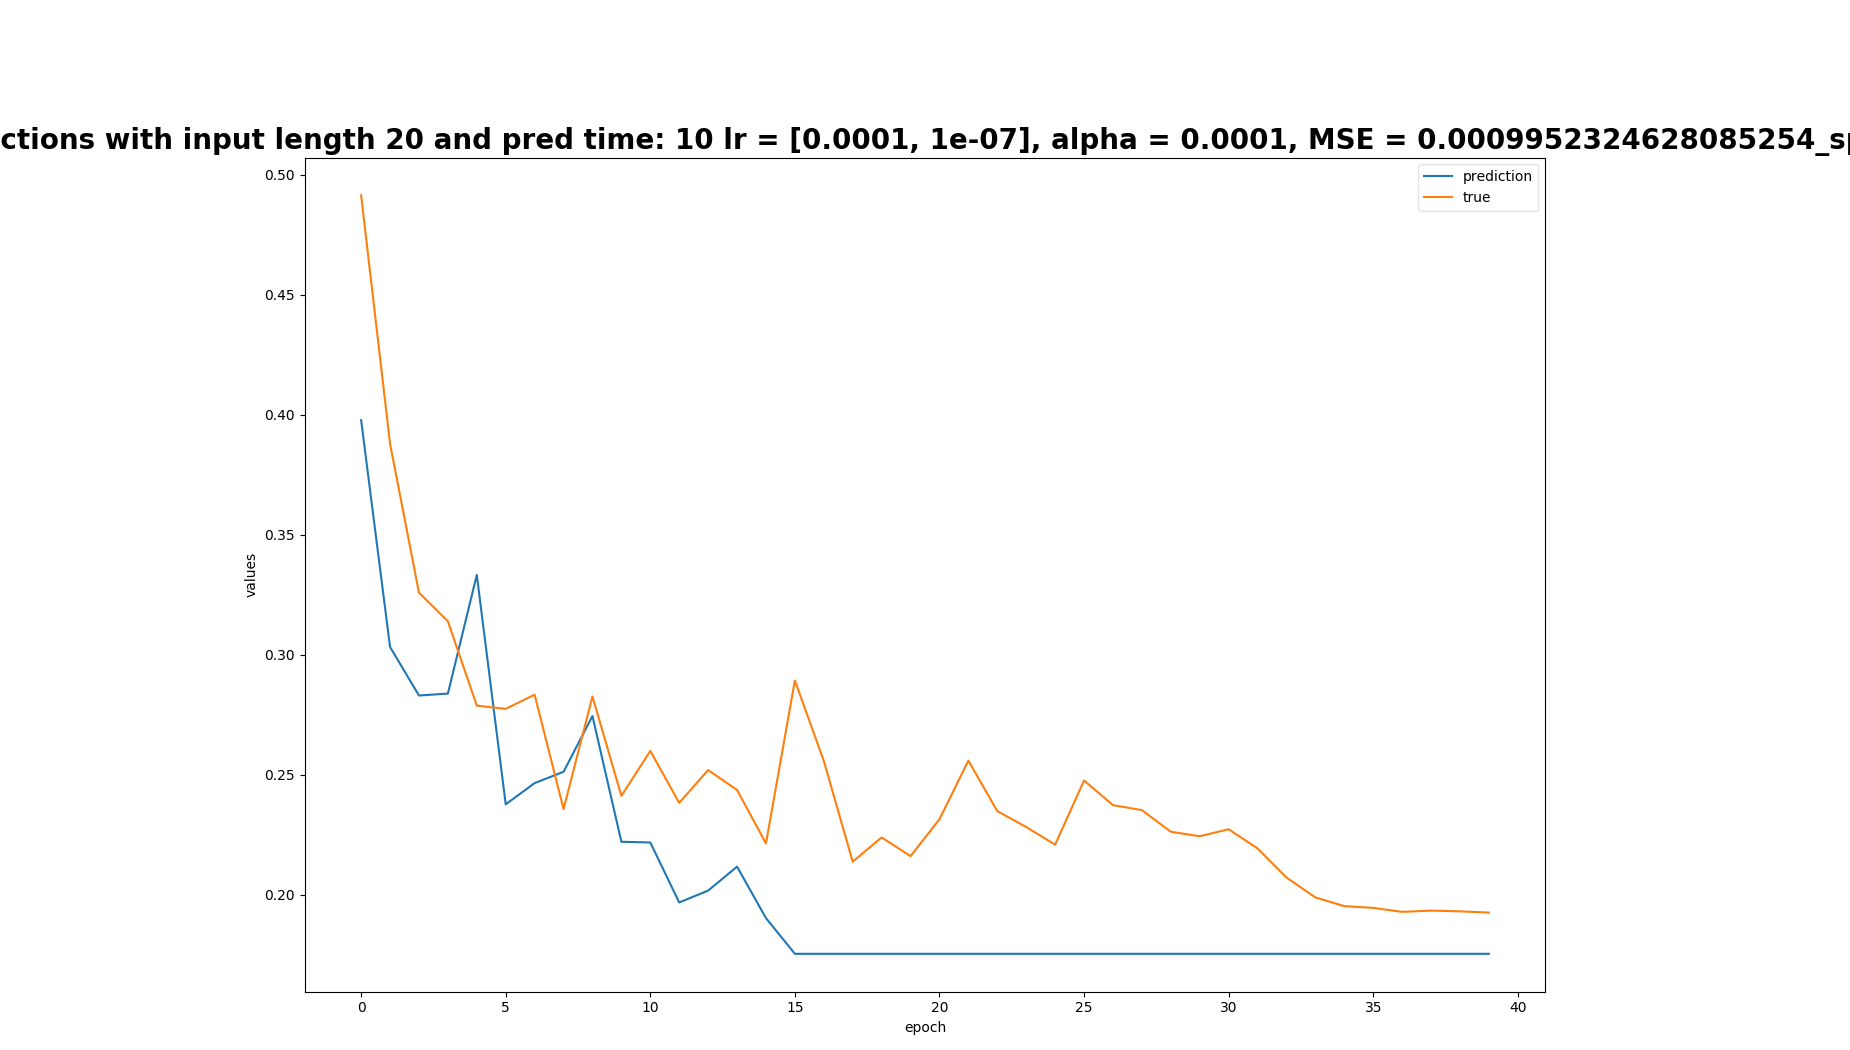 ctions with input length 20 and pred time: 10 lr = [0.0001, 1e-07], alpha = 0.0001, MSE = 0.0009952324628085254_sp
prediction
true
0.50
0.45
0.40
0.35
0.30
0.25
0.20
values
0 5 10 15 20 25 30 35 40
epoch